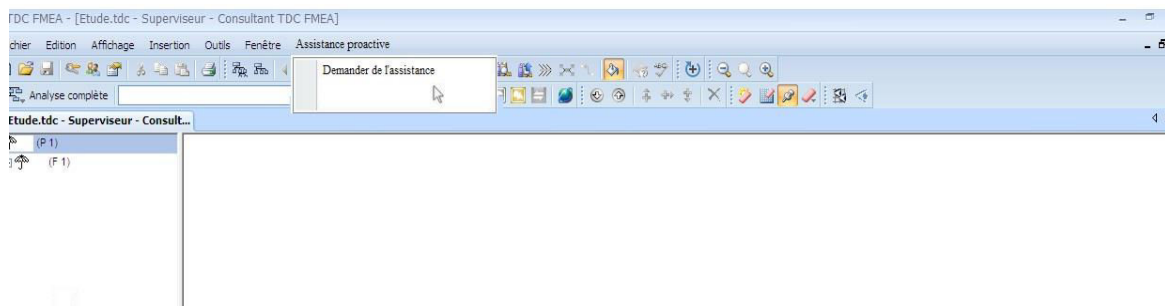 TDC FMEA - [Etude.tdc - Superviseur - Consultant TDC FMEA]
chier Edition Affichage Insertion Outils Fenêtre Assistance proactive
Demander de l'assistance
Analyse complète
Etude.tdc - Superviseur - Consult...
(P 1)
(F 1)